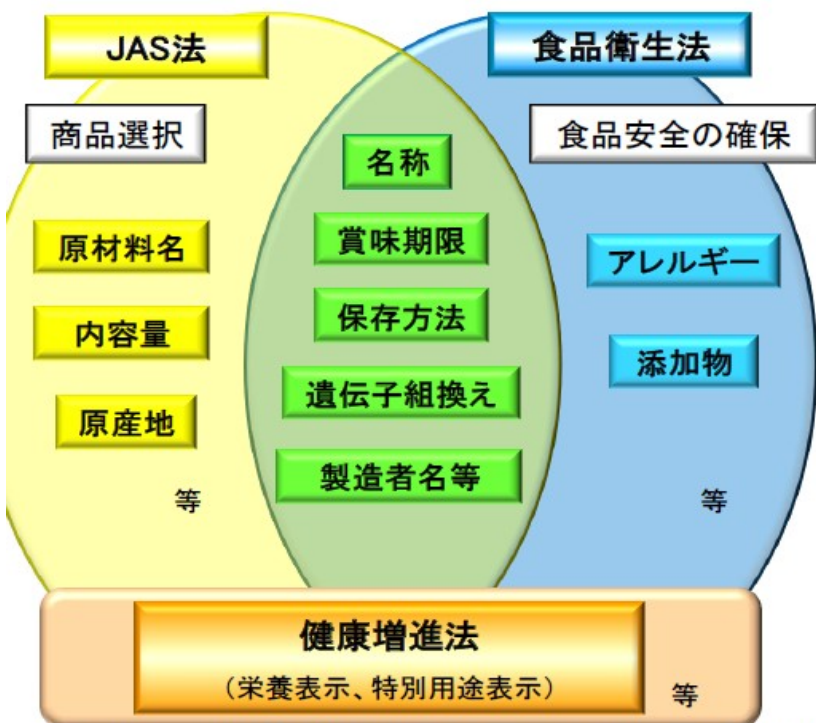 JAS法
食品衛生法
商品選択
食品安全の確保
名称
賞味期限
保存方法
遺伝子組換え
製造者名等
原材料名
内容量
原産地
等
アレルギー
添加物
等
健康増進法
（栄養表示、特別用途表示）
等